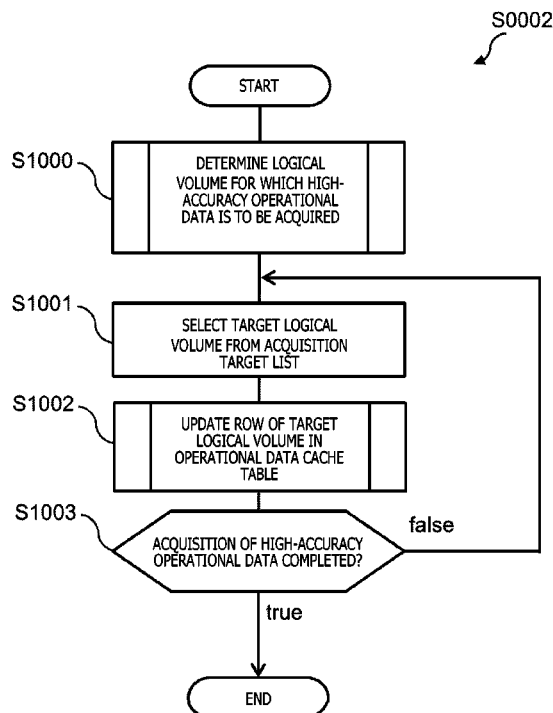 S0002
START
S1000
DETERMINE LOGICAL
VOLUME FOR WHICH HIGH-
ACCURACY OPERATIONAL
DATA IS TO BE ACQUIRED
S1001
SELECT TARGET LOGICAL
VOLUME FROM ACQUISITION
TARGET LIST
S1002
UPDATE ROW OF TARGET
LOGICAL VOLUME IN
OPERATIONAL DATA CACHE
TABLE
S1003
false
ACQUISITION OF HIGH-ACCURACY
OPERATIONAL DATA COMPLETED?
true
END